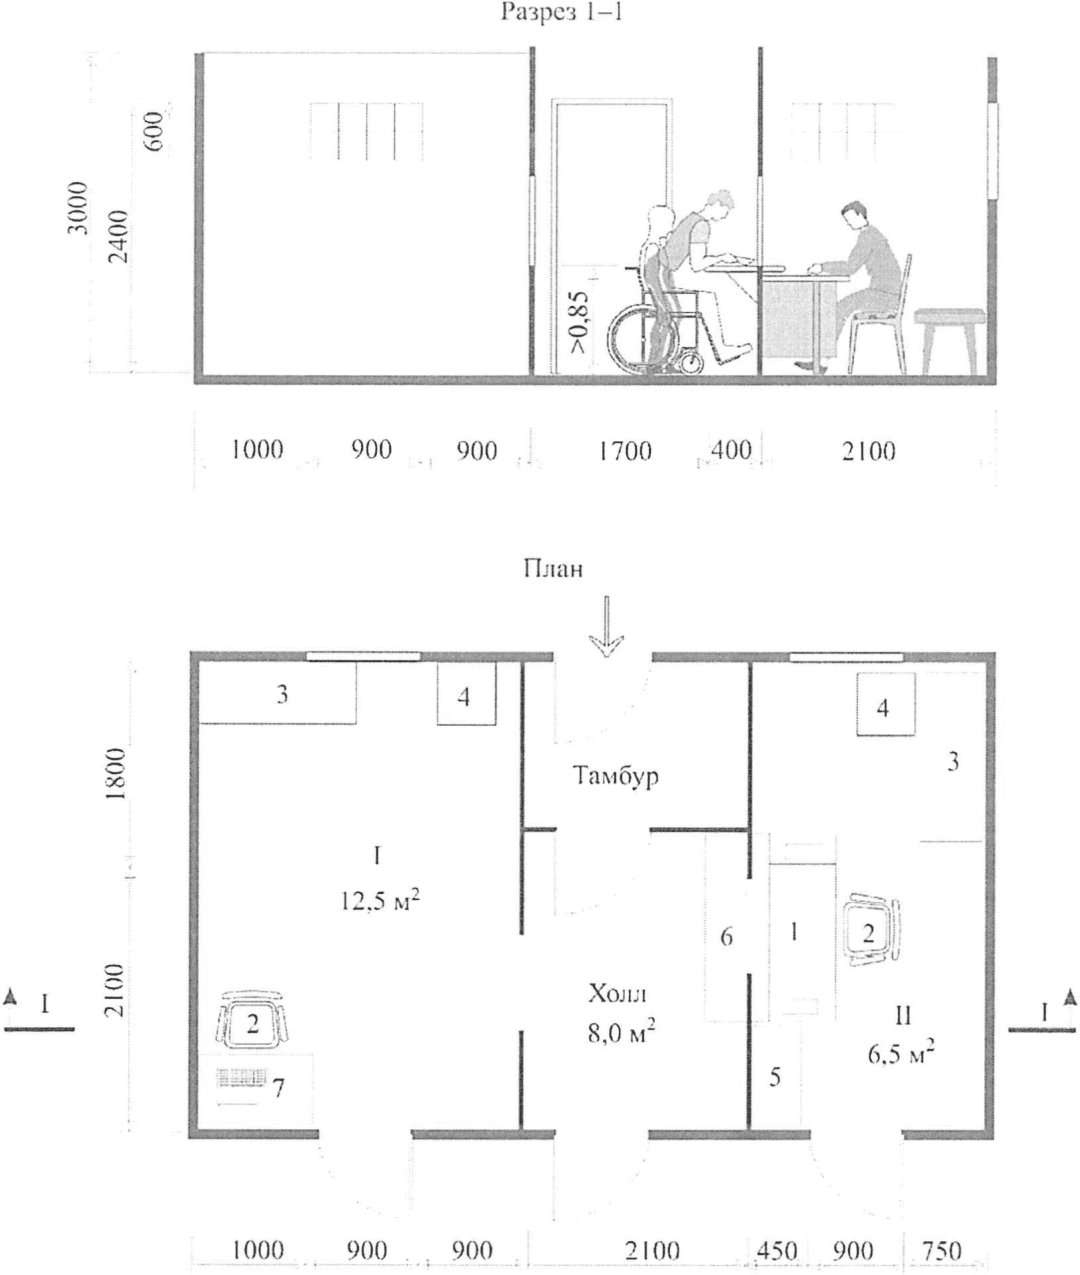 Разрез 1–1
600
3000
2400
>0,85
1000 900 900 1700 400 2100
План
3 4 4
Тамбур 3
1800
I
12,5 м²
6 1 2
2100
Холл
8,0 м²
II
6,5 м²
I 2 I
7 5
1000 900 900 2100 450 900 750